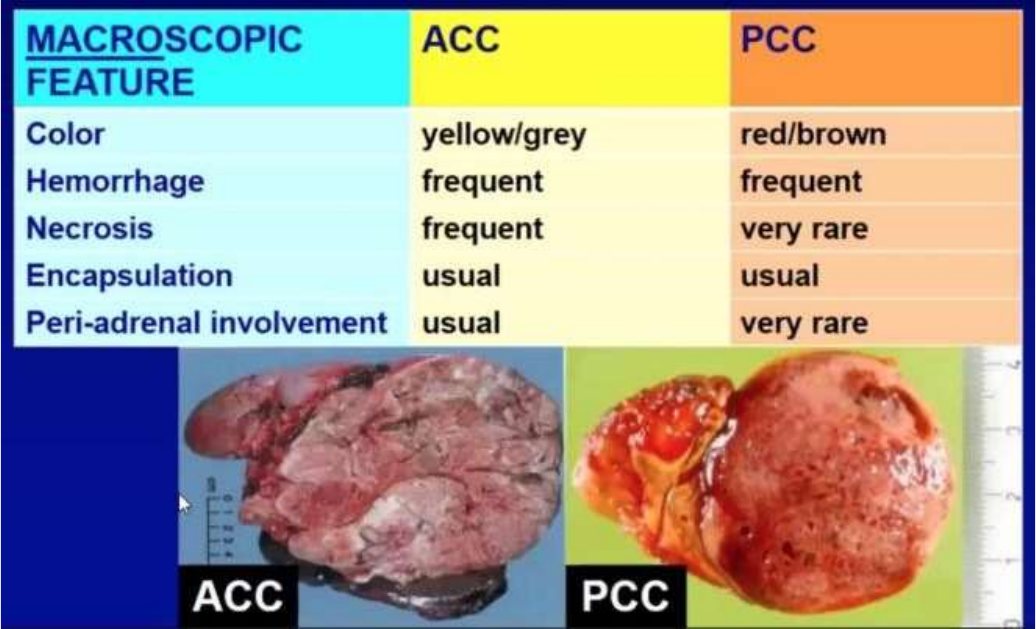 MACROSCOPIC FEATURE ACC PCC
Color yellow/grey red/brown
Hemorrhage frequent frequent
Necrosis frequent very rare
Encapsulation usual usual
Peri-adrenal involvement usual very rare
ACC
PCC